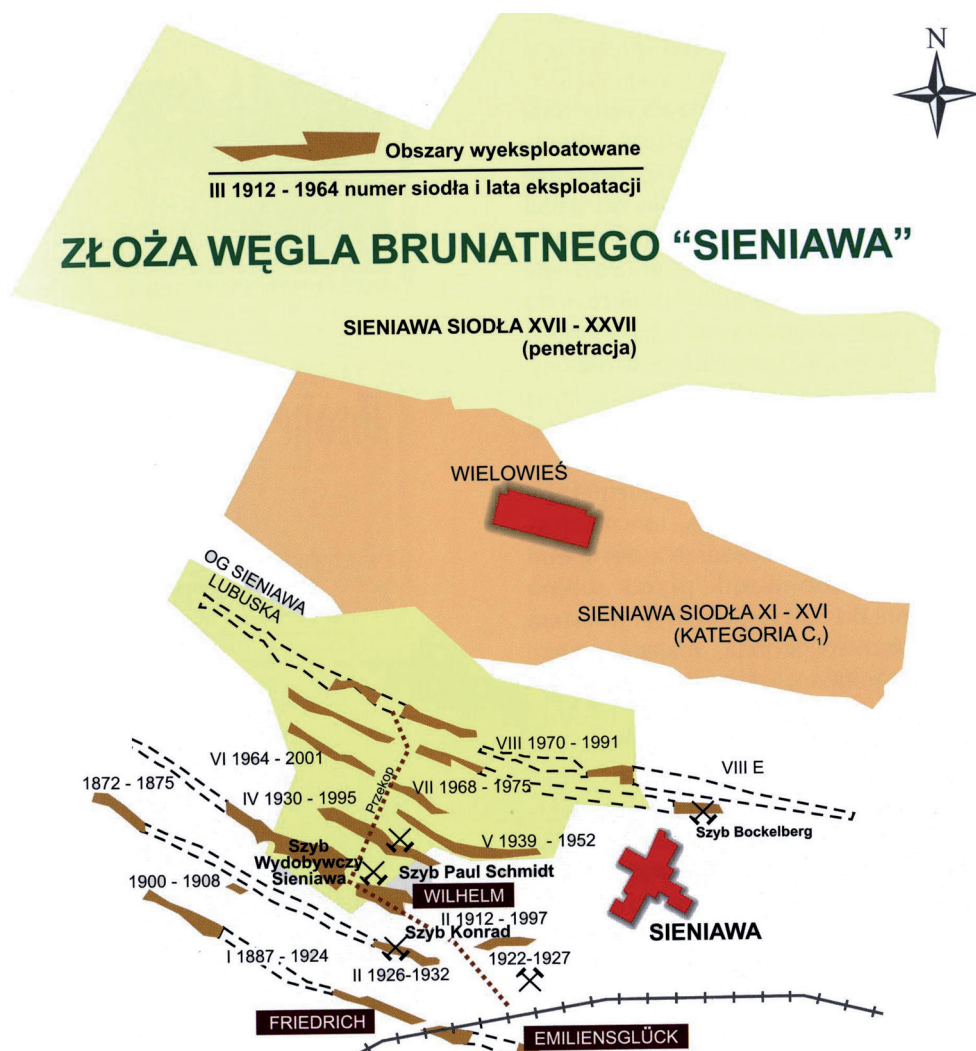 N
Obszary wyeksploatowane
III 1912 - 1964 numer siodła i lata eksploatacji
ZŁOŻA WĘGLA BRUNATNEGO “SIENIAWA”
SIENIAWA SIODŁA XVII - XXVII
(penetracja)
WIELOWIEŚ
OG SIENIAWA
LUBUSKA
SIENIAWA SIODŁA XI - XVI
(KATEGORIA C₁)
VIII 1970 - 1991
VIII E
VI 1964 - 2001
1872 - 1875
VII 1968 - 1975
Przekop
IV 1930 - 1995
Szyb Bockelberg
V 1939 - 1952
Szyb
Wydobywczy
Sieniawa
Szyb Paul Schmidt
1900 - 1908
WILHELM
II 1912 - 1997
Szyb Konrad
SIENIAWA
I 1887 - 1924
1922-1927
II 1926-1932
FRIEDRICH
EMILIENSGLÜCK